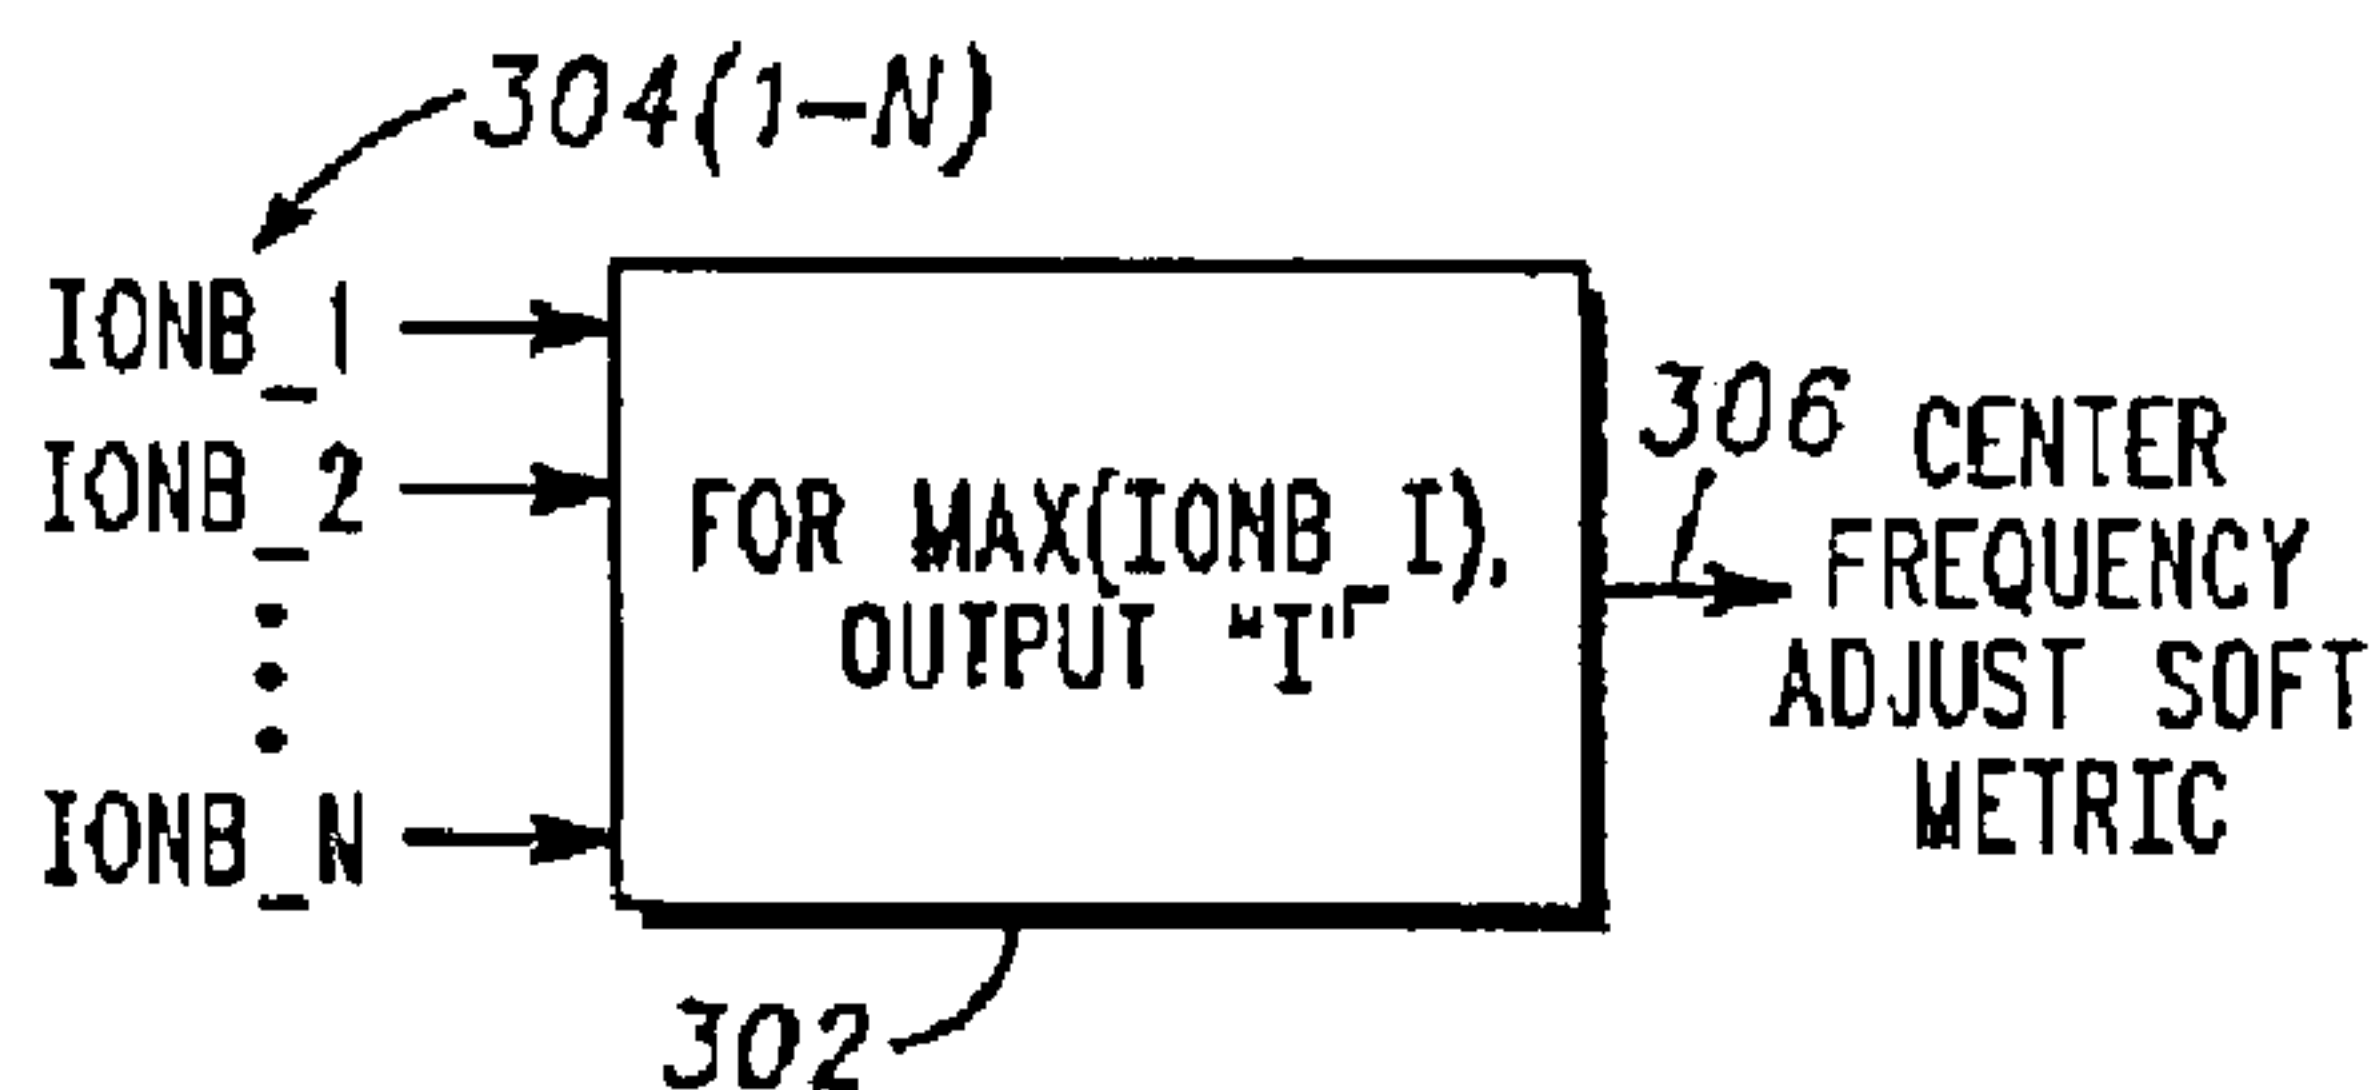 304(1-N)
IONB_1
IONB_2
IONB_N
FOR MAX(IONB_I),
OUTPUT "I"
306
CENTER
FREQUENCY
ADJUST SOFT
METRIC
302